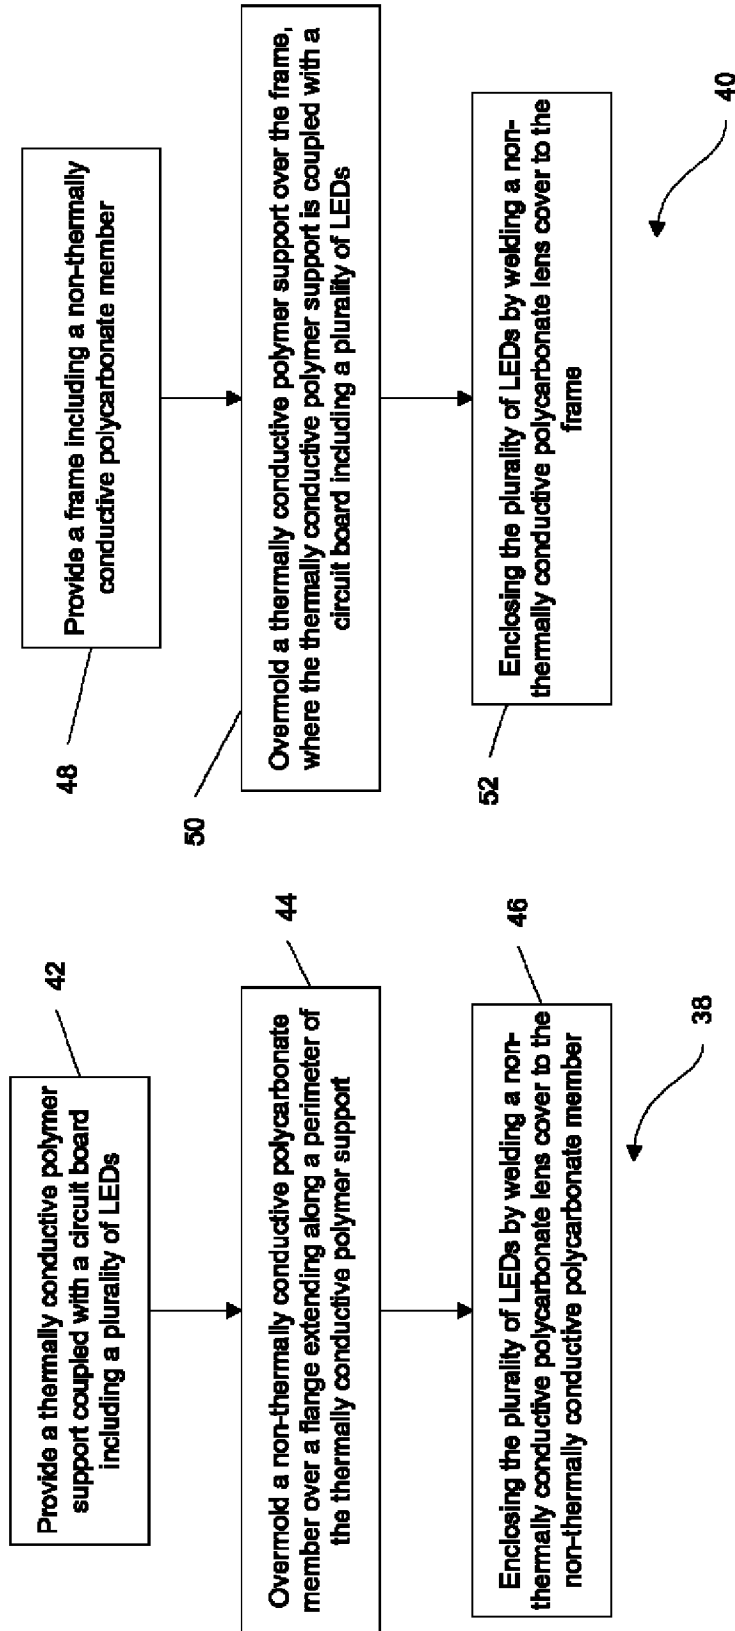 42
Provide a thermally conductive polymer
support coupled with a circuit board
including a plurality of LEDs
44
Overmold a non-thermally conductive polycarbonate
member over a flange extending along a perimeter of
the thermally conductive polymer support
46
Enclosing the plurality of LEDs by welding a non-
thermally conductive polycarbonate lens cover to the
non-thermally conductive polycarbonate member
38
48
Provide a frame including a non-thermally
conductive polycarbonate member
50
Overmold a thermally conductive polymer support over the frame,
where the thermally conductive polymer support is coupled with a
circuit board including a plurality of LEDs
52
Enclosing the plurality of LEDs by welding a non-
thermally conductive polycarbonate lens cover to the
frame
40